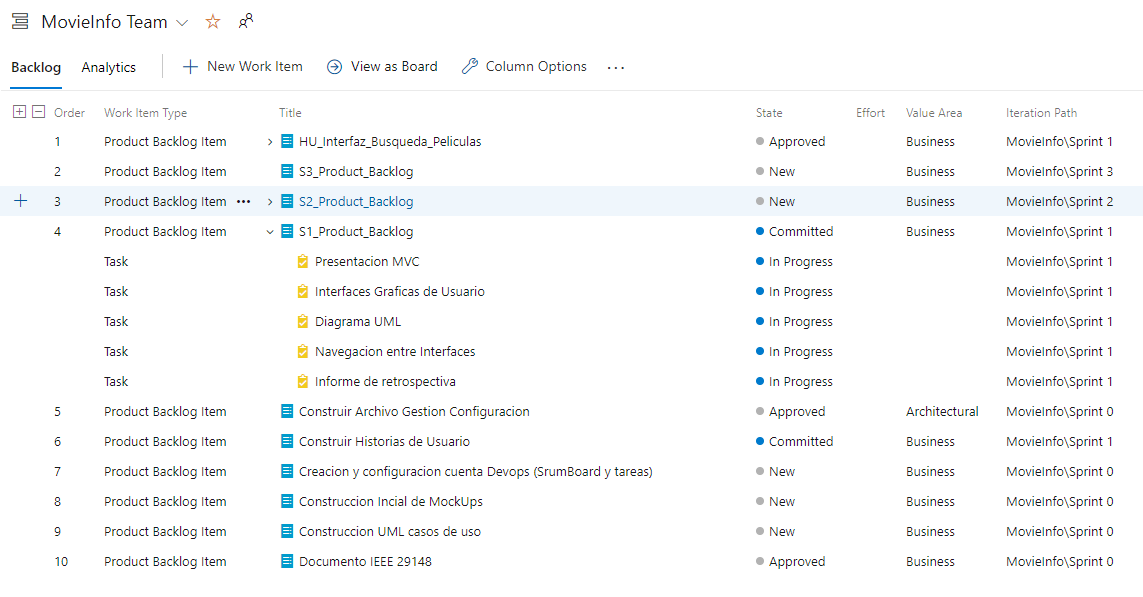 MovieInfo Team
Backlog Analytics New Work Item View as Board Column Options ...
Order Work Item Type Title State Effort Value Area Iteration Path
1 Product Backlog Item HU_Interfaz_Busqueda_Peliculas Approved Business MovieInfo\Sprint 1
2 Product Backlog Item S3_Product_Backlog New Business MovieInfo\Sprint 3
3 Product Backlog Item ... S2_Product_Backlog New Business MovieInfo\Sprint 2
4 Product Backlog Item S1_Product_Backlog Committed Business MovieInfo\Sprint 1
Task Presentacion MVC In Progress MovieInfo\Sprint 1
Task Interfaces Graficas de Usuario In Progress MovieInfo\Sprint 1
Task Diagrama UML In Progress MovieInfo\Sprint 1
Task Navegacion entre Interfaces In Progress MovieInfo\Sprint 1
Task Informe de retrospectiva In Progress MovieInfo\Sprint 1
5 Product Backlog Item Construir Archivo Gestion Configuracion Approved Architectural MovieInfo\Sprint 0
6 Product Backlog Item Construir Historias de Usuario Committed Business MovieInfo\Sprint 1
7 Product Backlog Item Creacion y configuracion cuenta Devops (SrumBoard y tareas) New Business MovieInfo\Sprint 0
8 Product Backlog Item Construccion Incial de MockUps New Business MovieInfo\Sprint 0
9 Product Backlog Item Construccion UML casos de uso New Business MovieInfo\Sprint 0
10 Product Backlog Item Documento IEEE 29148 Approved Business MovieInfo\Sprint 0